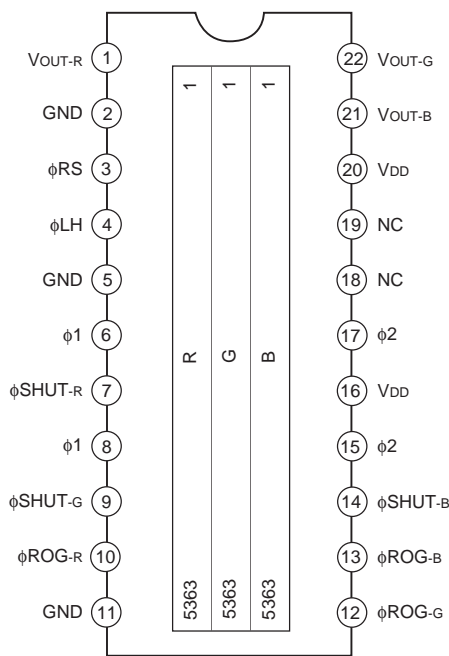 VOUT-R 1 1 1 1 22 VOUT-G
GND 2 21 VOUT-B
φRS 3 20 VDD
φLH 4 19 NC
GND 5 18 NC
φ1 6 17 φ2
φSHUT-R 7 R G B 16 VDD
φ1 8 15 φ2
φSHUT-G 9 14 φSHUT-B
φROG-R 10 13 φROG-B
GND 11 5363 5363 5363 12 φROG-G